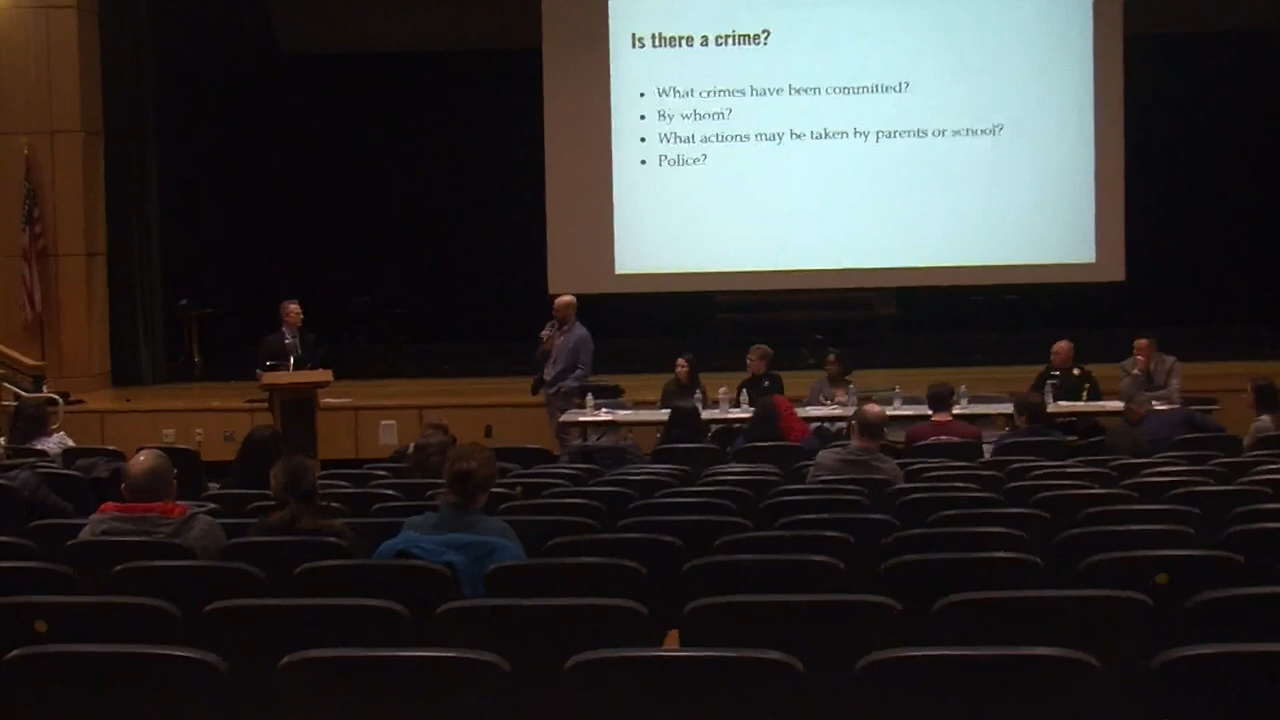 Is there a crime?
• What crimes have been committed?
• By whom?
• What actions may be taken by parents or school?
• Police?